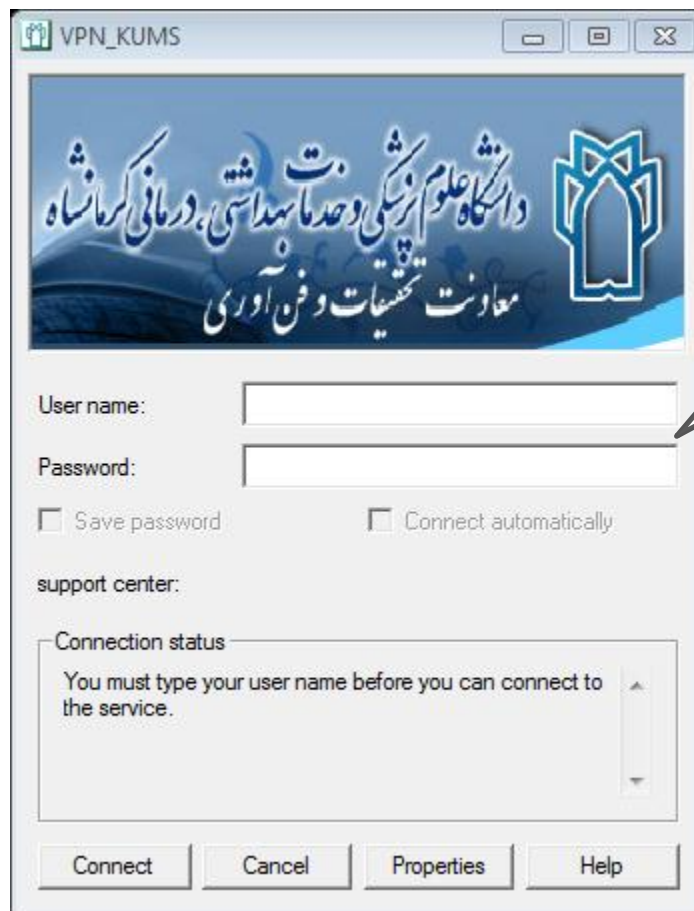 VPN_KUMS
دانشگاه علوم پزشکی و خدمات بهداشتی، درمانی کرمانشاه
معاونت تحقیقات و فن آوری
User name:
Password:
Save password Connect automatically
support center:
Connection status
You must type your user name before you can connect to
the service.
Connect Cancel Properties Help